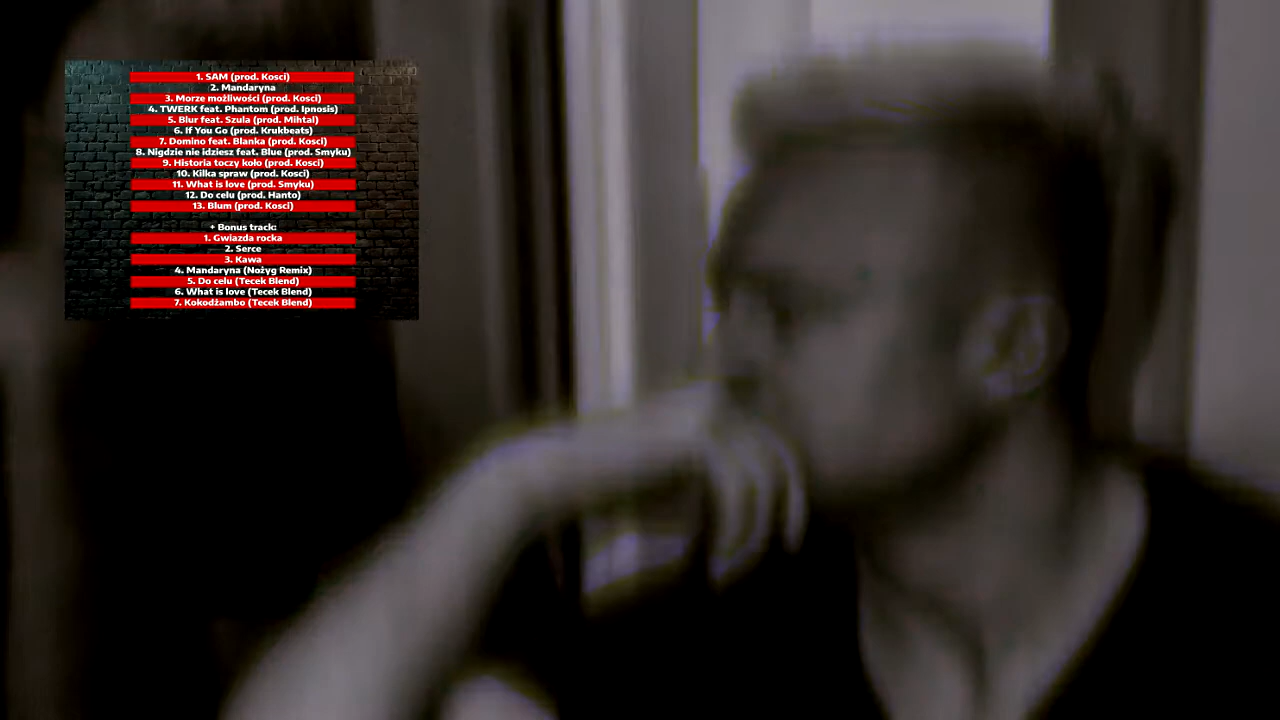 1. SAM (prod. Kosci)
2. Mandaryna
3. Morze możliwości (prod. Kosci)
4. TWERK feat. Phantom (prod. Ipnosis)
5. Blur feat. Szula (prod. Mihtal)
6. If You Go (prod. Krukbeats)
7. Domino feat. Blanka (prod. Kosci)
8. Nigdzie nie idziesz feat. Blue (prod. Smyku)
9. Historia toczy koło (prod. Kosci)
10. Kilka spraw (prod. Kosci)
11. What is love (prod. Smyku)
12. Do celu (prod. Hanto)
13. Blum (prod. Kosci)
+ Bonus track:
1. Gwiazda rocka
2. Serce
3. Kawa
4. Mandaryna (Nożyg Remix)
5. Do celu (Tecek Blend)
6. What is love (Tecek Blend)
7. Kokodżambo (Tecek Blend)